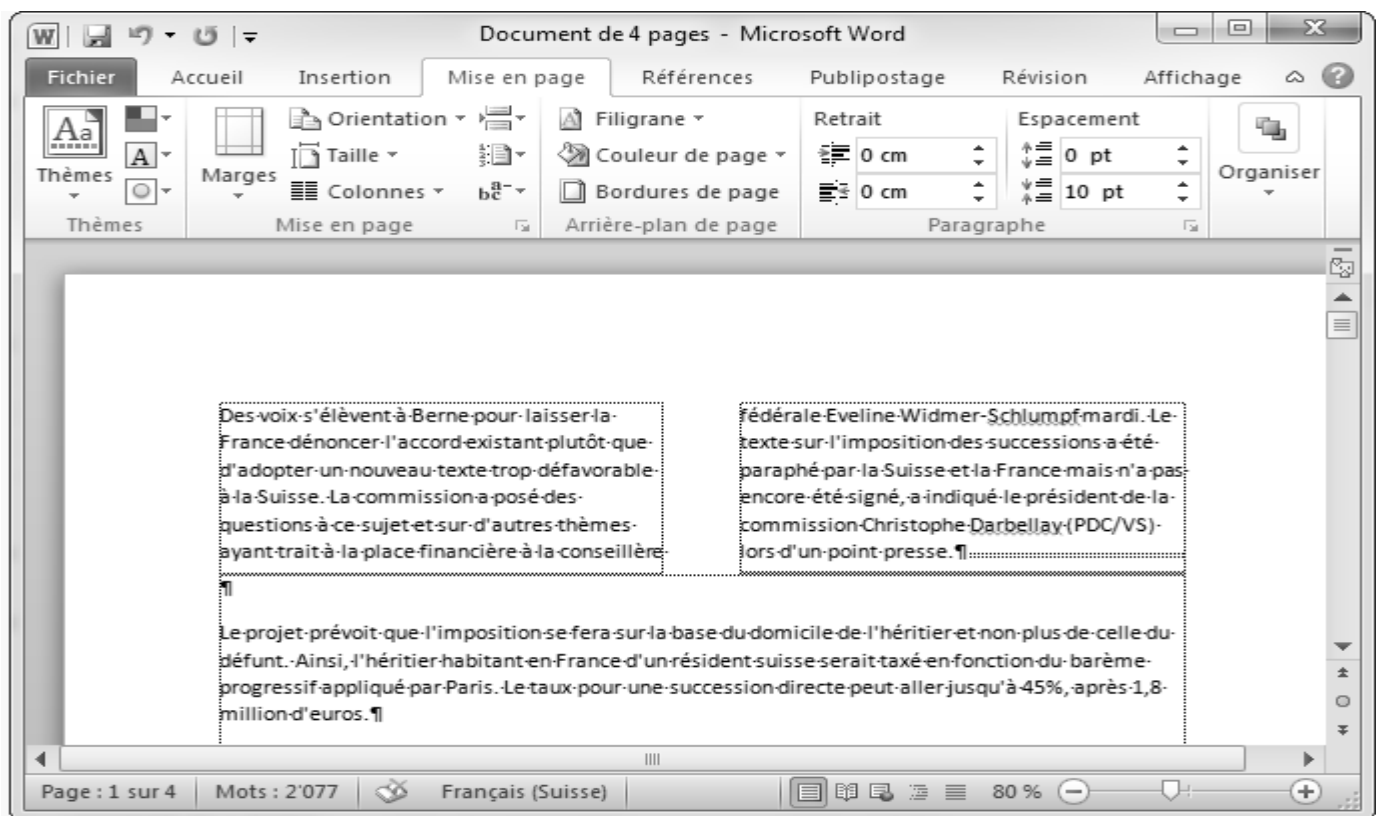 Document de 4 pages - Microsoft Word
Fichier Accueil Insertion Mise en page Références Publipostage Révision Affichage
Aa Thèmes
A
Marges
Orientation
Taille
Colonnes
Filigrane
Couleur de page
Bordures de page
Retrait
0 cm
0 cm
Espacement
0 pt
10 pt
Organiser
Thèmes Mise en page Arrière-plan de page Paragraphe
Des voix s'élèvent à Berne pour laisser la
France dénoncer l'accord existant plutôt que
d'adopter un nouveau texte trop défavorable
à la Suisse. La commission a posé des
questions à ce sujet et sur d'autres thèmes
ayant trait à la place financière à la conseillère
fédérale Eveline Widmer-Schlumpf mardi. Le
texte sur l'imposition des successions a été
paraphé par la Suisse et la France mais n'a pas
encore été signé, a indiqué le président de la
commission Christophe Darbellay (PDC/VS)
lors d'un point presse.¶
¶
Le projet prévoit que l'imposition se fera sur la base du domicile de l'héritier et non plus de celle du
défunt. Ainsi, l'héritier habitant en France d'un résident suisse serait taxé en fonction du barème
progressif appliqué par Paris. Le taux pour une succession directe peut aller jusqu'à 45%, après 1,8
million d'euros.¶
Page : 1 sur 4 Mots : 2'077 Français (Suisse) 80 %